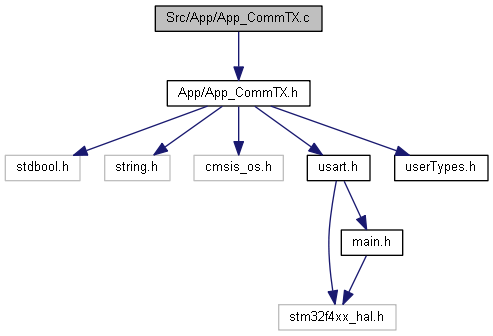 Src/App/App_CommTX.c
App/App_CommTX.h
stdbool.h
string.h
cmsis_os.h
usart.h
userTypes.h
main.h
stm32f4xx_hal.h